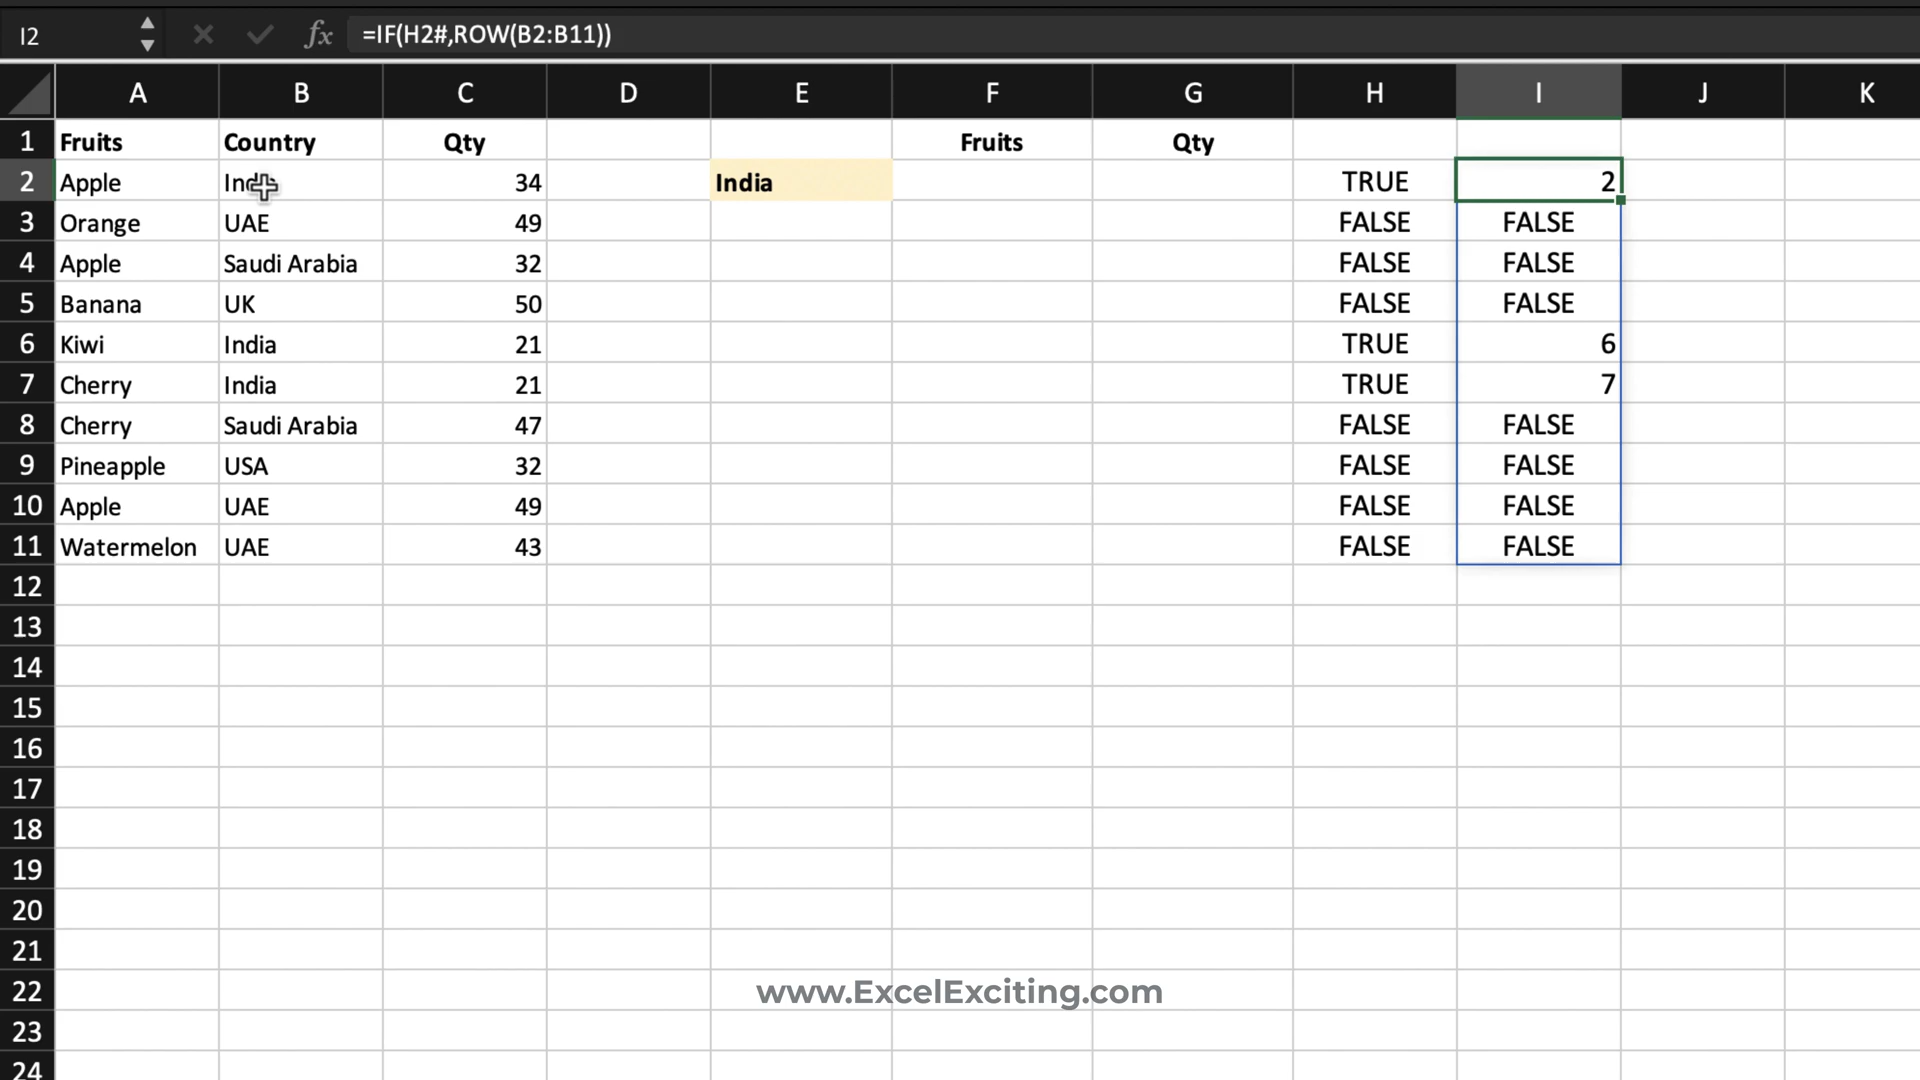 I2 fx =IF(H2#,ROW(B2:B11))
A B C D E F G H I J K
1 Fruits Country Qty Fruits Qty
2 Apple India 34 India TRUE 2
3 Orange UAE 49 FALSE FALSE
4 Apple Saudi Arabia 32 FALSE FALSE
5 Banana UK 50 FALSE FALSE
6 Kiwi India 21 TRUE 6
7 Cherry India 21 TRUE 7
8 Cherry Saudi Arabia 47 FALSE FALSE
9 Pineapple USA 32 FALSE FALSE
10 Apple UAE 49 FALSE FALSE
11 Watermelon UAE 43 FALSE FALSE
12
13
14
15
16
17
18
19
20
21
22 www.ExcelExciting.com
23
24